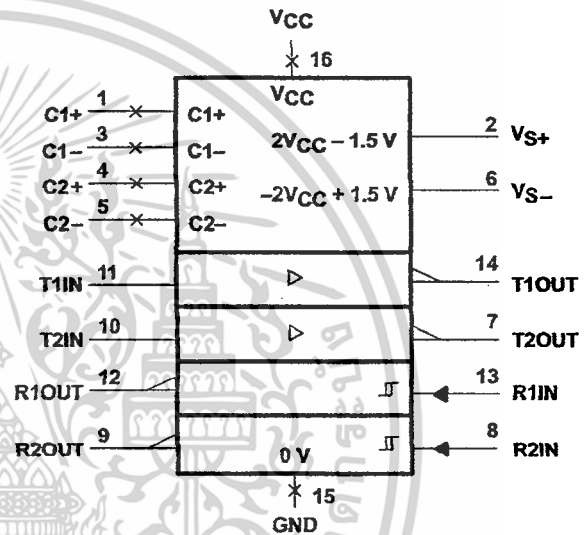 VCC
16
VCC
C1+ 1 C1+
C1− 3 C1−
2VCC − 1.5 V 2 VS+
C2+ 4 C2+
−2VCC + 1.5 V 6 VS−
C2− 5 C2−
T1IN 11 14 T1OUT
T2IN 10 7 T2OUT
R1OUT 12 13 R1IN
R2OUT 9 8 R2IN
0 V
15
GND